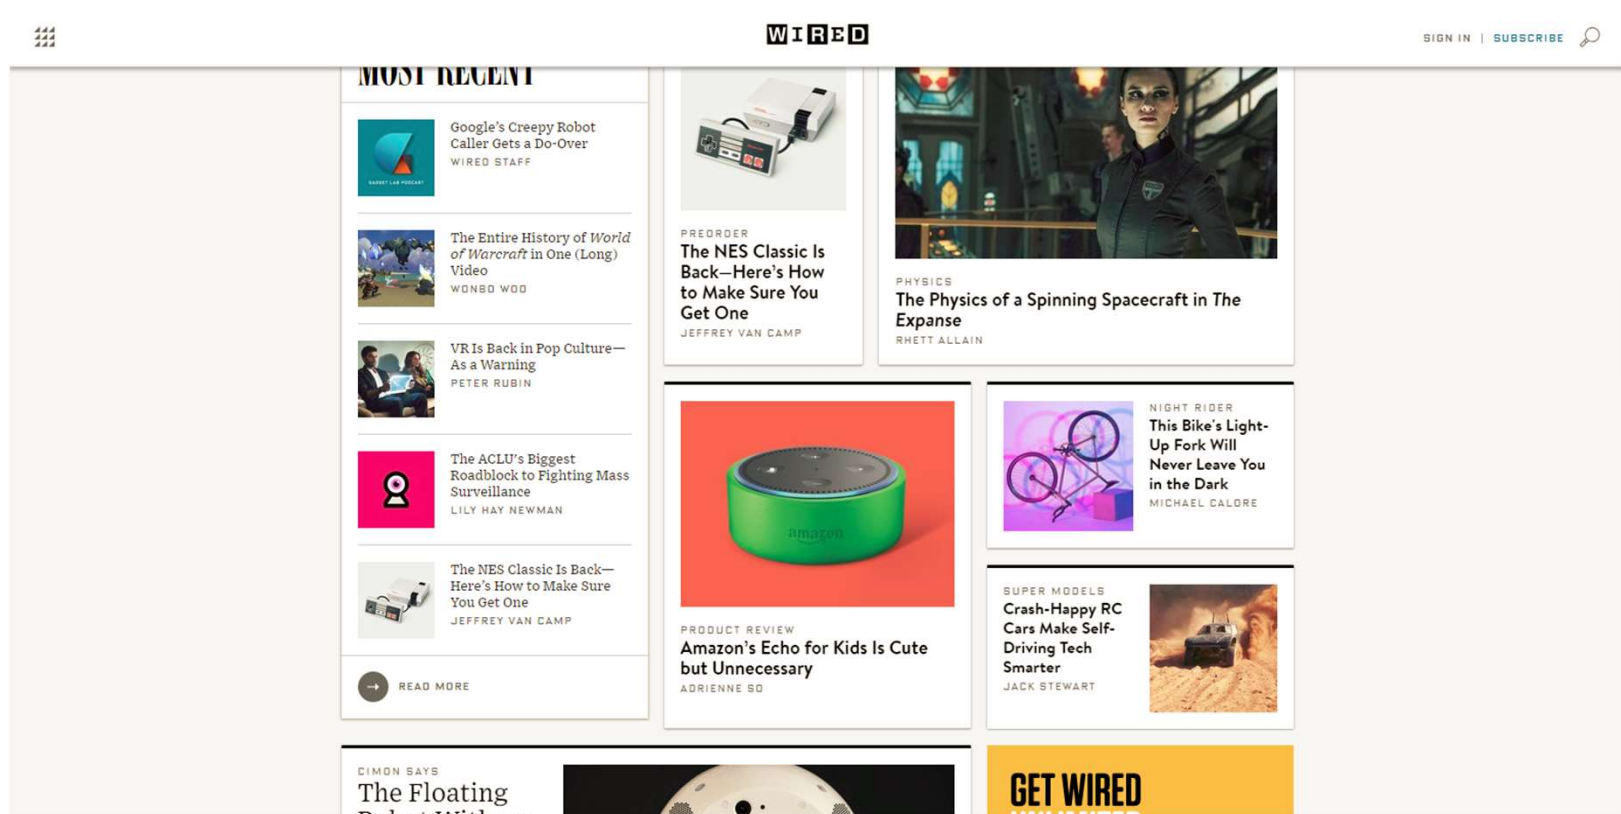 WIRED
SIGN IN | SUBSCRIBE
MOST RECENT
GADGET LAB PODCAST
Google's Creepy Robot
Caller Gets a Do-Over
WIRED STAFF
The Entire History of World
of Warcraft in One (Long)
Video
WONBO WOO
VR Is Back in Pop Culture—
As a Warning
PETER RUBIN
The ACLU's Biggest
Roadblock to Fighting Mass
Surveillance
LILY HAY NEWMAN
The NES Classic Is Back—
Here's How to Make Sure
You Get One
JEFFREY VAN CAMP
READ MORE
PREORDER
The NES Classic Is
Back—Here's How
to Make Sure You
Get One
JEFFREY VAN CAMP
PHYSICS
The Physics of a Spinning Spacecraft in The
Expanse
RHETT ALLAIN
amazon
PRODUCT REVIEW
Amazon's Echo for Kids Is Cute
but Unnecessary
ADRIENNE SO
NIGHT RIDER
This Bike's Light-
Up Fork Will
Never Leave You
in the Dark
MICHAEL CALORE
SUPER MODELS
Crash-Happy RC
Cars Make Self-
Driving Tech
Smarter
JACK STEWART
CIMON SAYS
The Floating
Robot With
GET WIRED